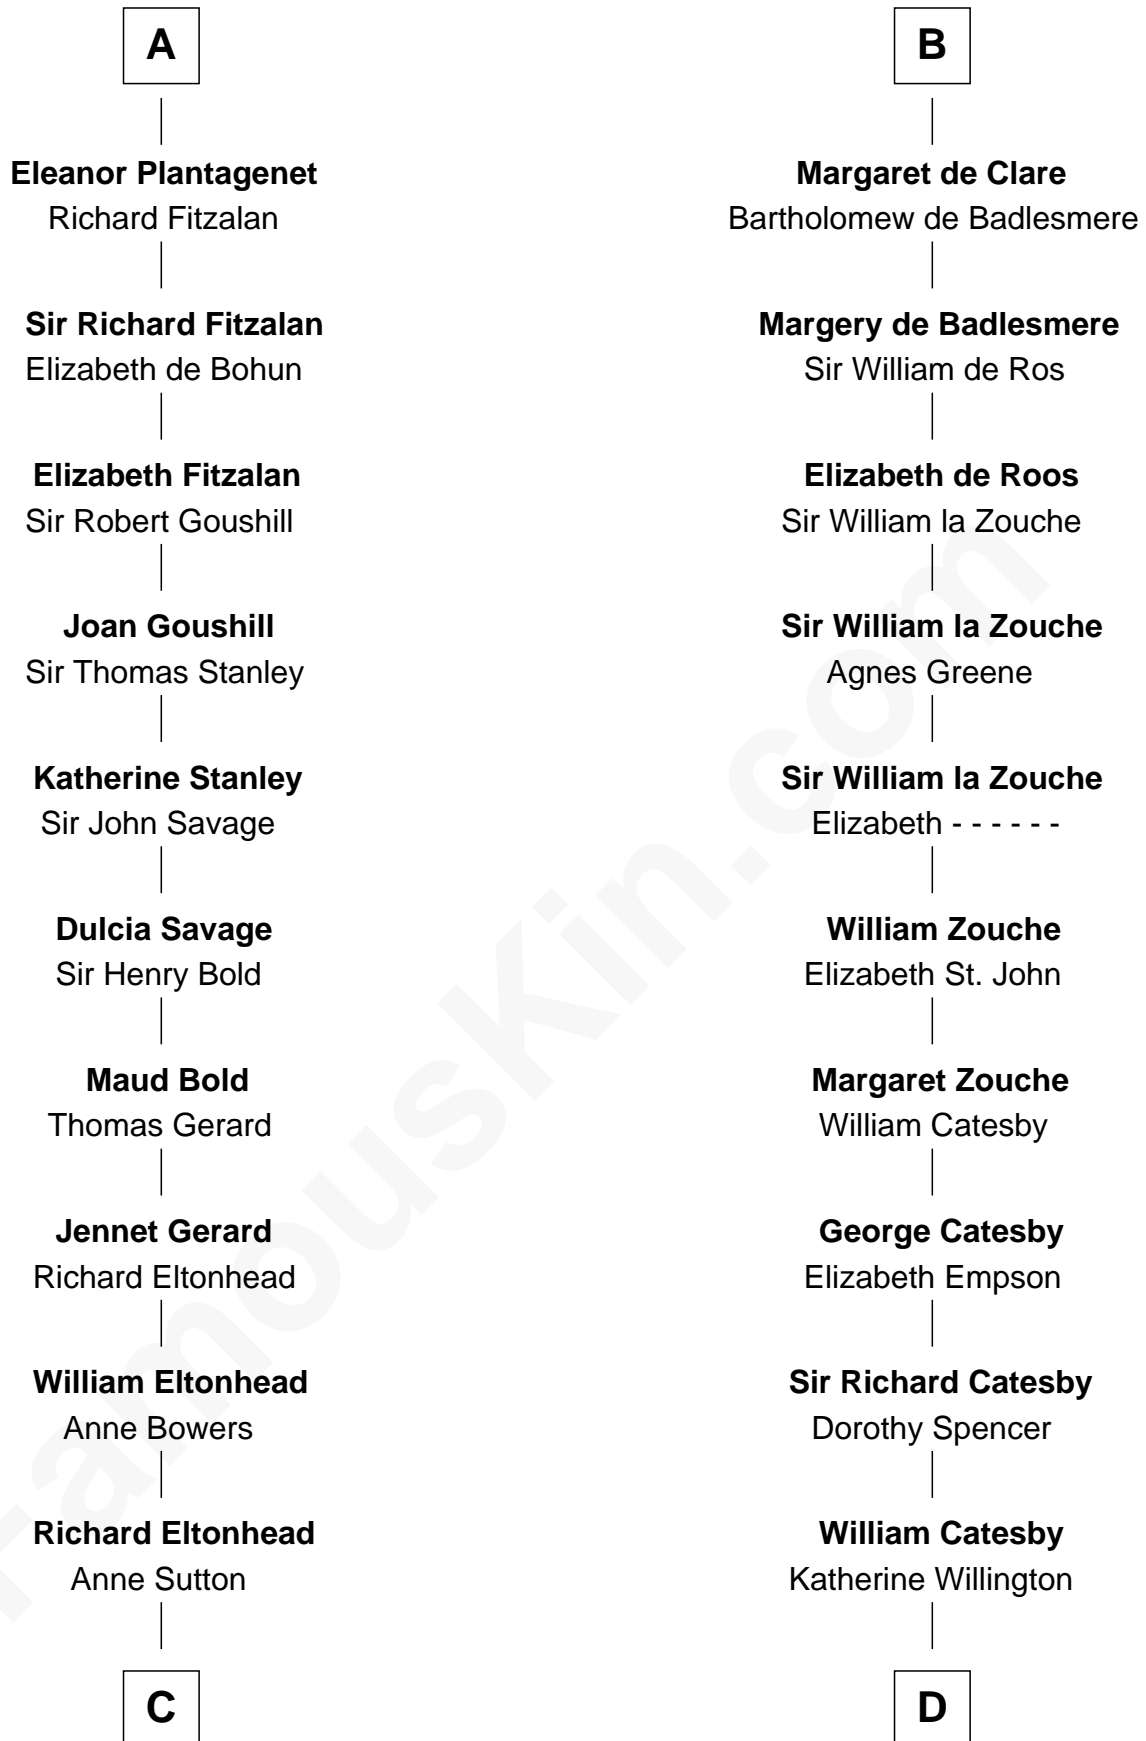 A
Eleanor Plantagenet
Richard Fitzalan
Sir Richard Fitzalan
Elizabeth de Bohun
Elizabeth Fitzalan
Sir Robert Goushill
Joan Goushill
Sir Thomas Stanley
Katherine Stanley
Sir John Savage
Dulcia Savage
Sir Henry Bold
Maud Bold
Thomas Gerard
Jennet Gerard
Richard Eltonhead
William Eltonhead
Anne Bowers
Richard Eltonhead
Anne Sutton
C
B
Margaret de Clare
Bartholomew de Badlesmere
Margery de Badlesmere
Sir William de Ros
Elizabeth de Roos
Sir William la Zouche
Sir William la Zouche
Agnes Greene
Sir William la Zouche
Elizabeth - - - - - -
William Zouche
Elizabeth St. John
Margaret Zouche
William Catesby
George Catesby
Elizabeth Empson
Sir Richard Catesby
Dorothy Spencer
William Catesby
Katherine Willington
D
FamousKin.com